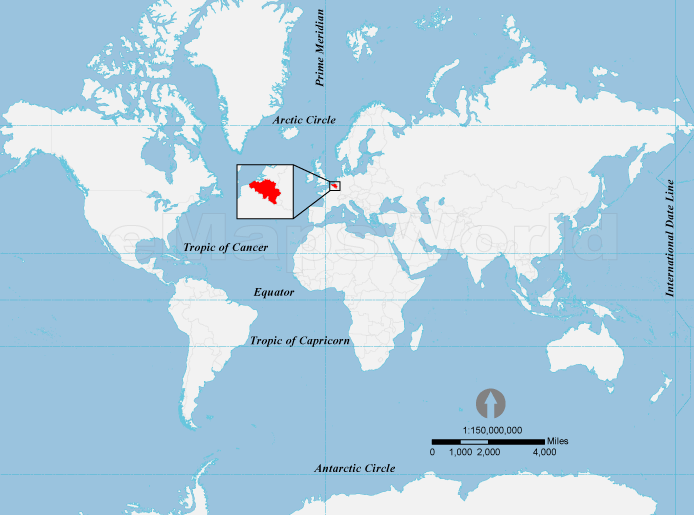 Prime Meridian
Arctic Circle
eMapsWorld
International Date Line
Tropic of Cancer
Equator
Tropic of Capricorn
1:150,000,000
Miles
0 1,000 2,000 4,000
Antarctic Circle